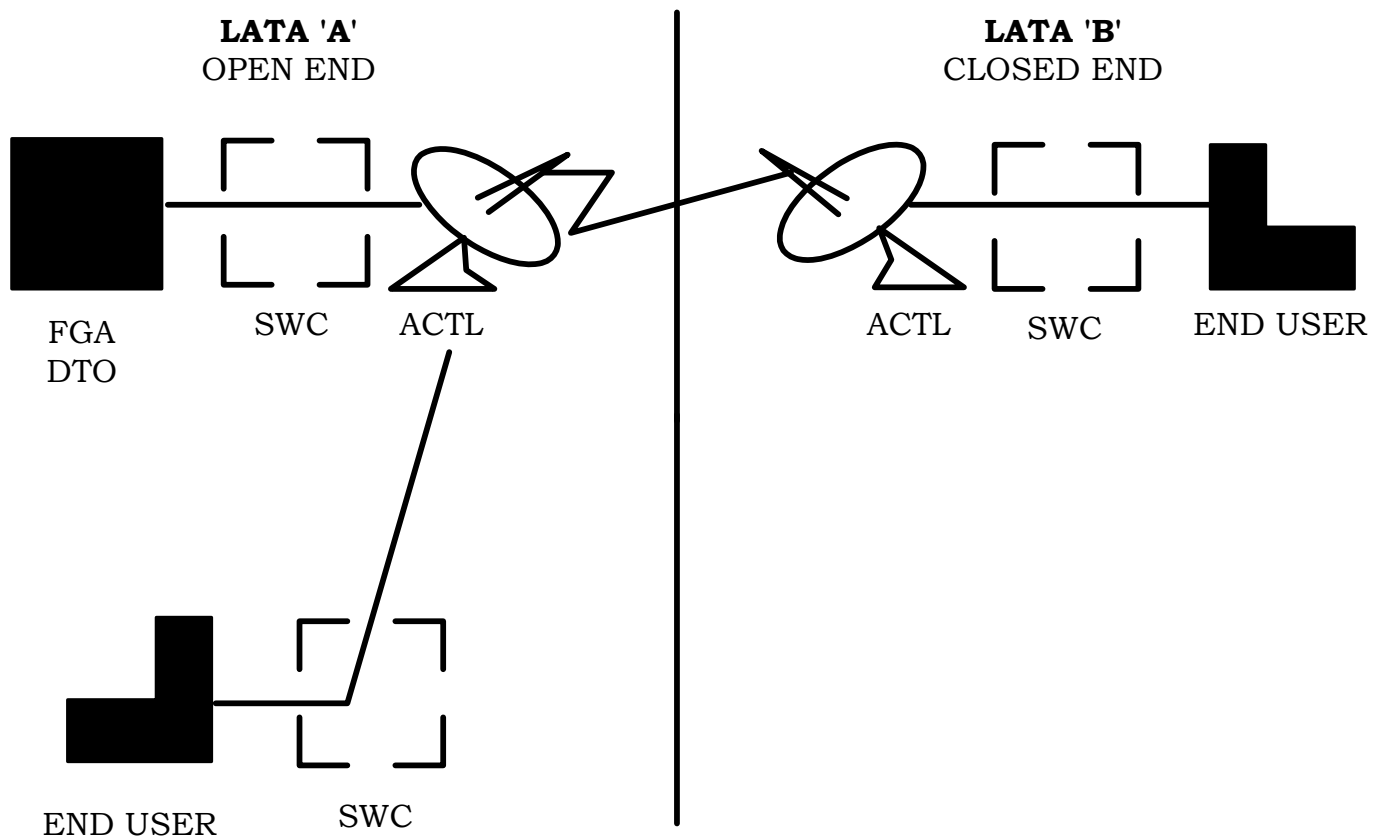 LATA 'A'
OPEN END
LATA 'B'
CLOSED END
FGA
DTO
SWC
ACTL
ACTL
SWC
END USER
END USER
SWC